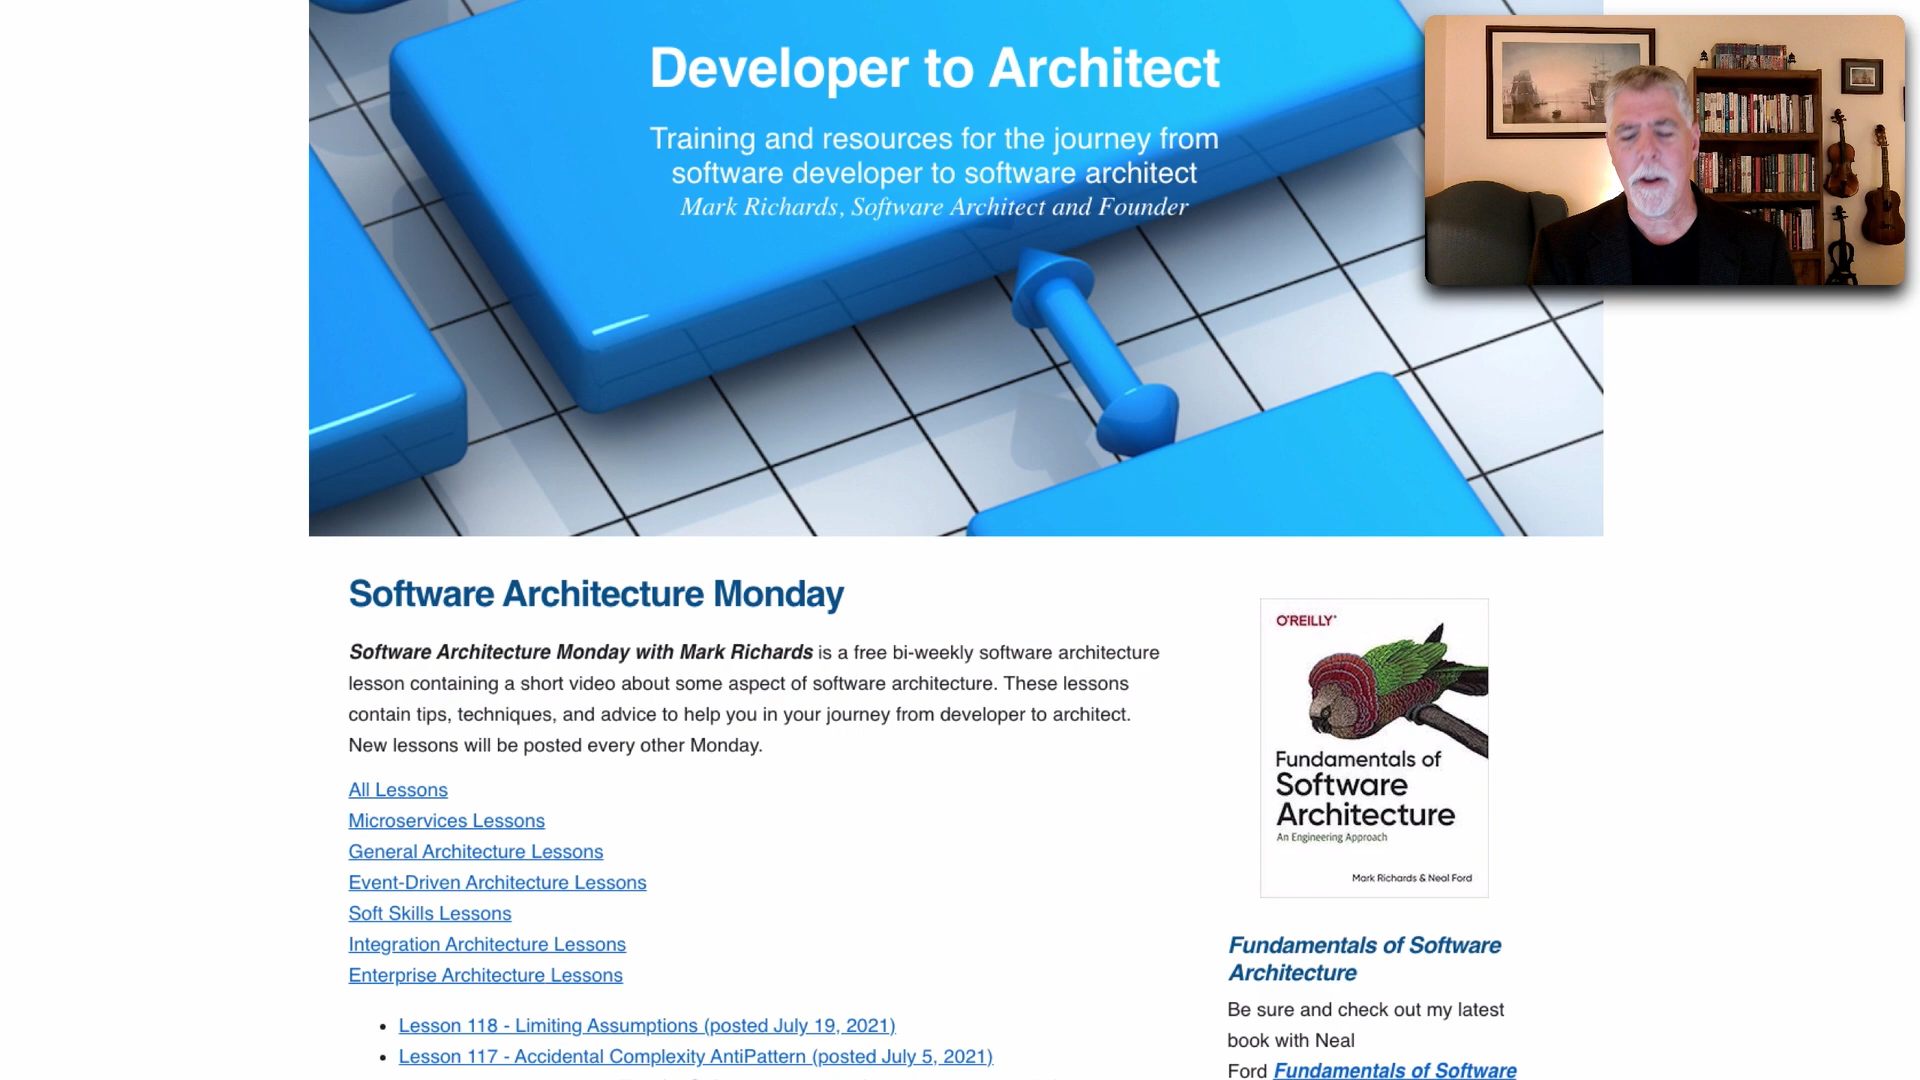 Developer to Architect
Training and resources for the journey from
software developer to software architect
Mark Richards, Software Architect and Founder
Software Architecture Monday
Software Architecture Monday with Mark Richards is a free bi-weekly software architecture
lesson containing a short video about some aspect of software architecture. These lessons
contain tips, techniques, and advice to help you in your journey from developer to architect.
New lessons will be posted every other Monday.
All Lessons
Microservices Lessons
General Architecture Lessons
Event-Driven Architecture Lessons
Soft Skills Lessons
Integration Architecture Lessons
Enterprise Architecture Lessons
Lesson 118 - Limiting Assumptions (posted July 19, 2021)
Lesson 117 - Accidental Complexity AntiPattern (posted July 5, 2021)
O'REILLY®
Fundamentals of
Software
Architecture
An Engineering Approach
Mark Richards & Neal Ford
Fundamentals of Software
Architecture
Be sure and check out my latest
book with Neal
Ford Fundamentals of Software